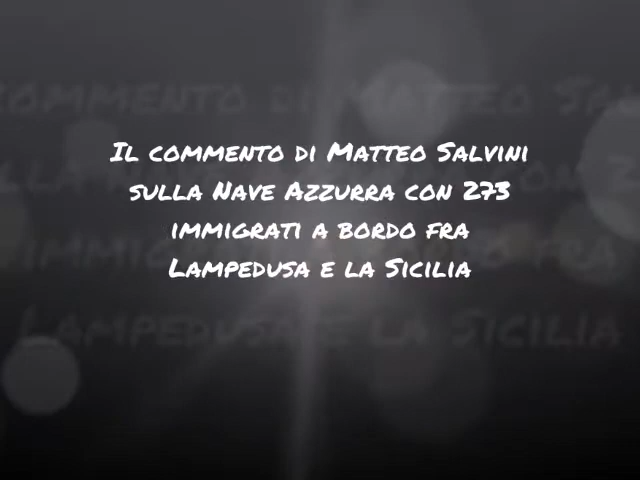 Il commento di Matteo Salvini
sulla Nave Azzurra con 273
immigrati a bordo fra
Lampedusa e la Sicilia